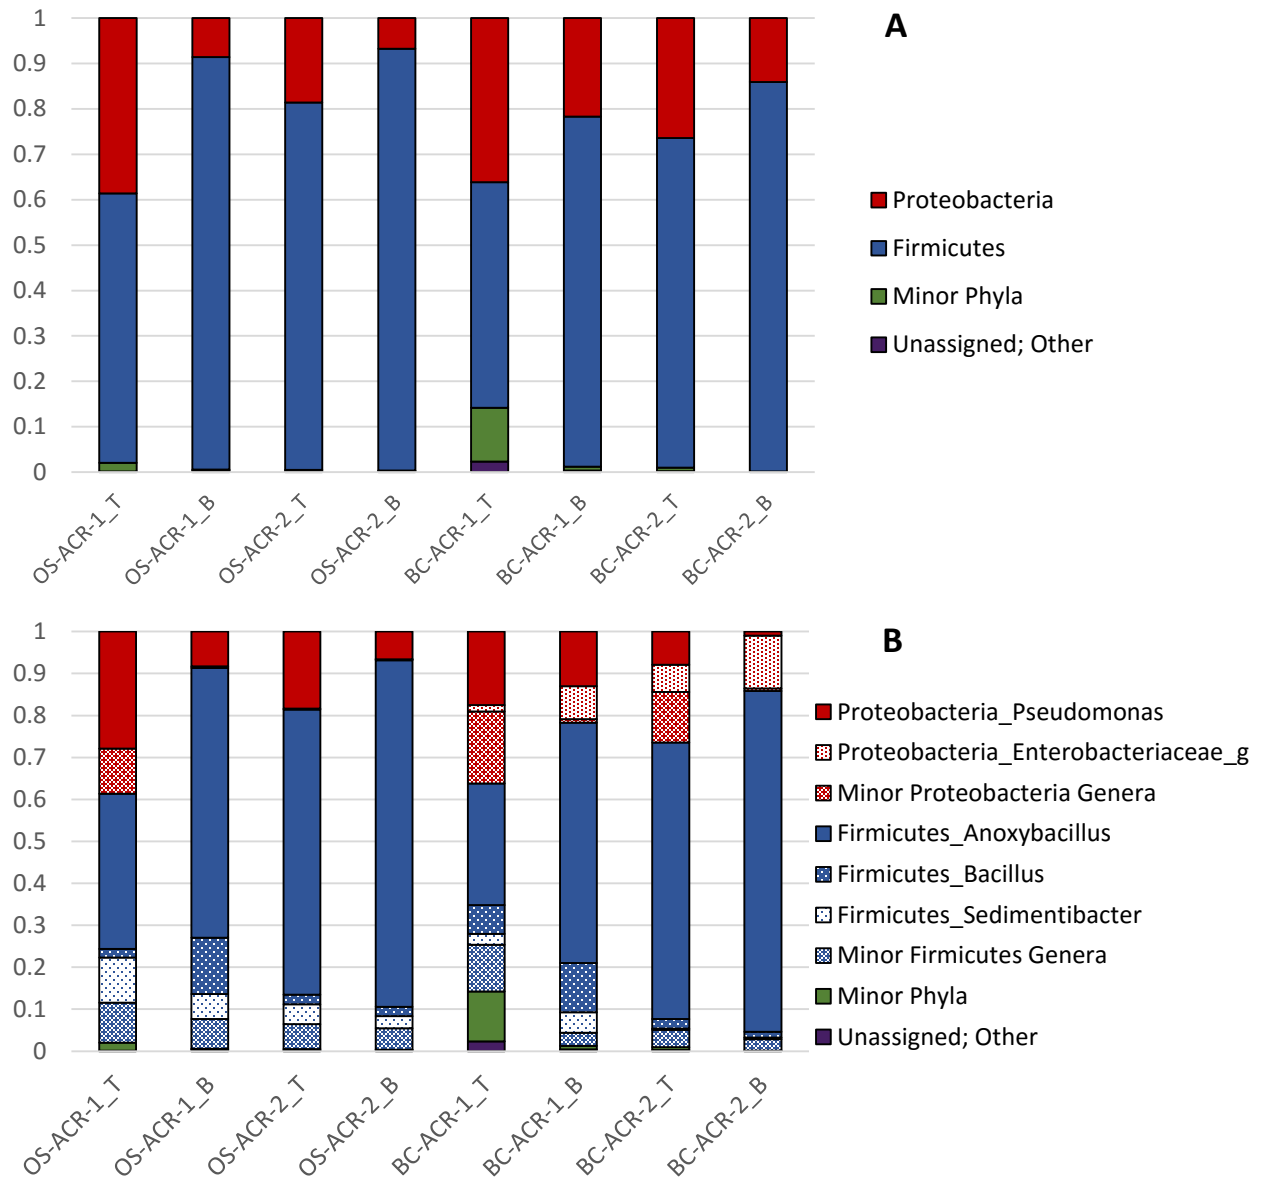 A
1
0.9
0.8
0.7
0.6
0.5
0.4
0.3
0.2
0.1
0
Proteobacteria
Firmicutes
Minor Phyla
Unassigned; Other
OS-ACR-1_T
OS-ACR-1_B
OS-ACR-2_T
OS-ACR-2_B
BC-ACR-1_T
BC-ACR-1_B
BC-ACR-2_T
BC-ACR-2_B
B
1
0.9
0.8
0.7
0.6
0.5
0.4
0.3
0.2
0.1
0
Proteobacteria_Pseudomonas
Proteobacteria_Enterobacteriaceae_g
Minor Proteobacteria Genera
Firmicutes_Anoxybacillus
Firmicutes_Bacillus
Firmicutes_Sedimentibacter
Minor Firmicutes Genera
Minor Phyla
Unassigned; Other
OS-ACR-1_T
OS-ACR-1_B
OS-ACR-2_T
OS-ACR-2_B
BC-ACR-1_T
BC-ACR-1_B
BC-ACR-2_T
BC-ACR-2_B